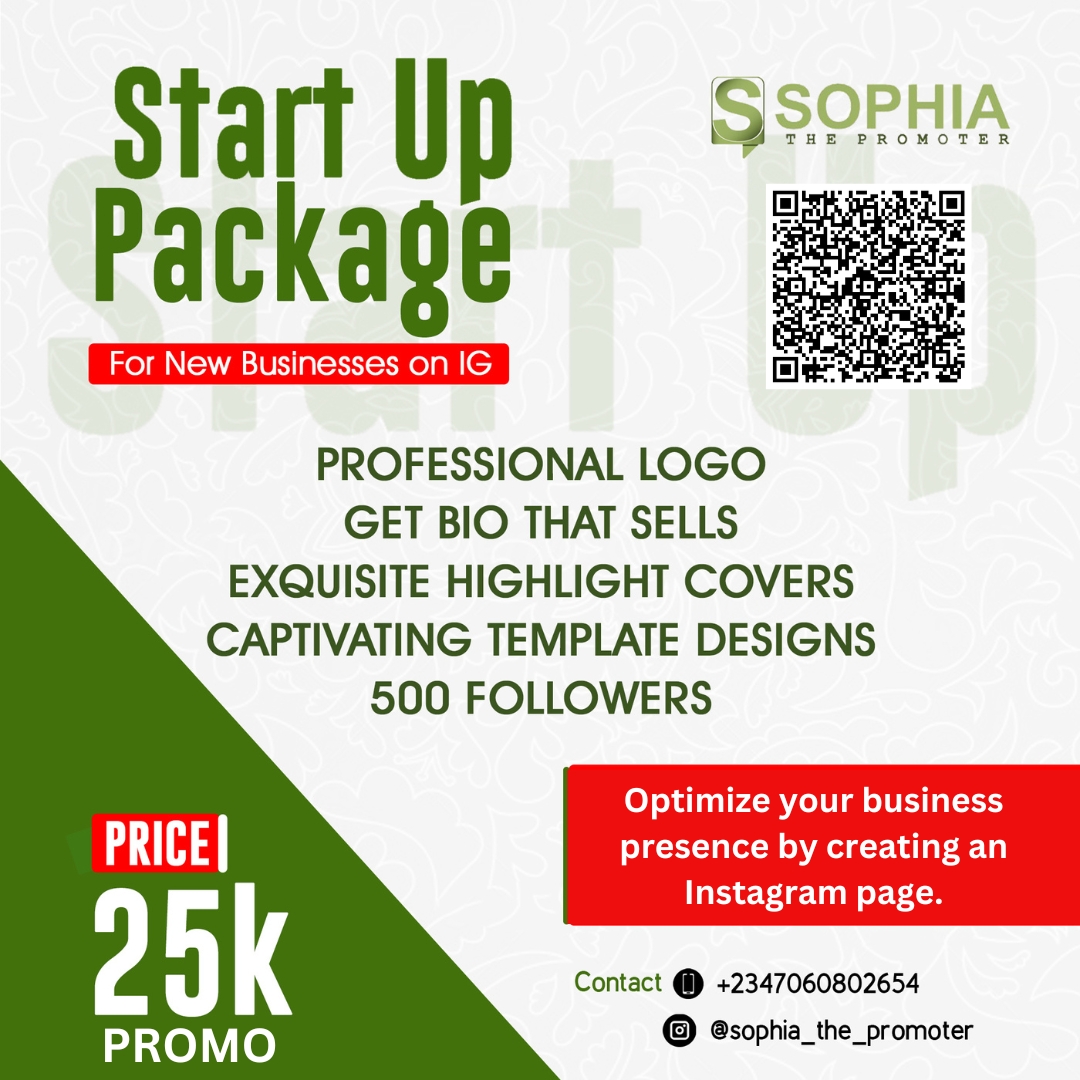 Start Up
Package
For New Businesses on IG
S SOPHIA
THE PROMOTER
Start Up
PROFESSIONAL LOGO
GET BIO THAT SELLS
EXQUISITE HIGHLIGHT COVERS
CAPTIVATING TEMPLATE DESIGNS
500 FOLLOWERS
PRICE
25k
PROMO
Optimize your business
presence by creating an
Instagram page.
Contact +2347060802654
@sophia_the_promoter